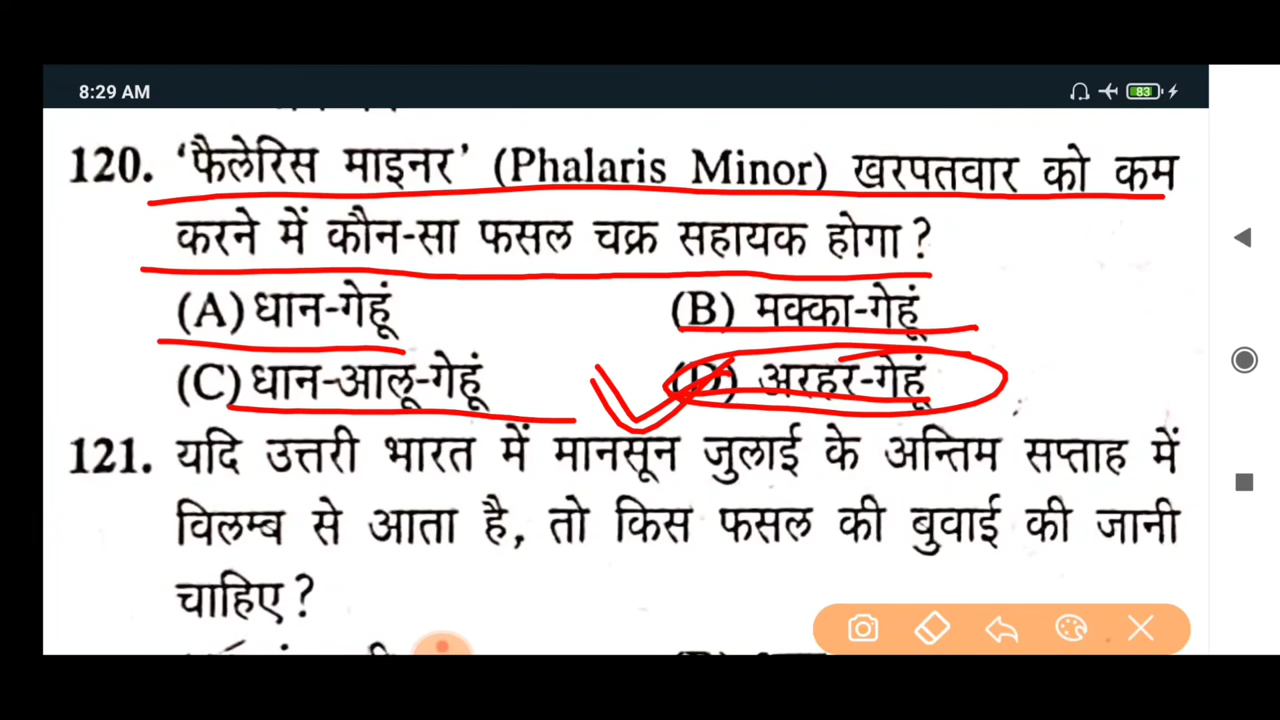 8:29 AM
83
120. 'फैलेरिस माइनर' (Phalaris Minor) खरपतवार को कम
करने में कौन-सा फसल चक्र सहायक होगा?
(A) धान-गेहूं (B) मक्का-गेहूं
(C) धान-आलू-गेहूं (D) अरहर-गेहूं
121. यदि उत्तरी भारत में मानसून जुलाई के अन्तिम सप्ताह में
विलम्ब से आता है, तो किस फसल की बुवाई की जानी
चाहिए?